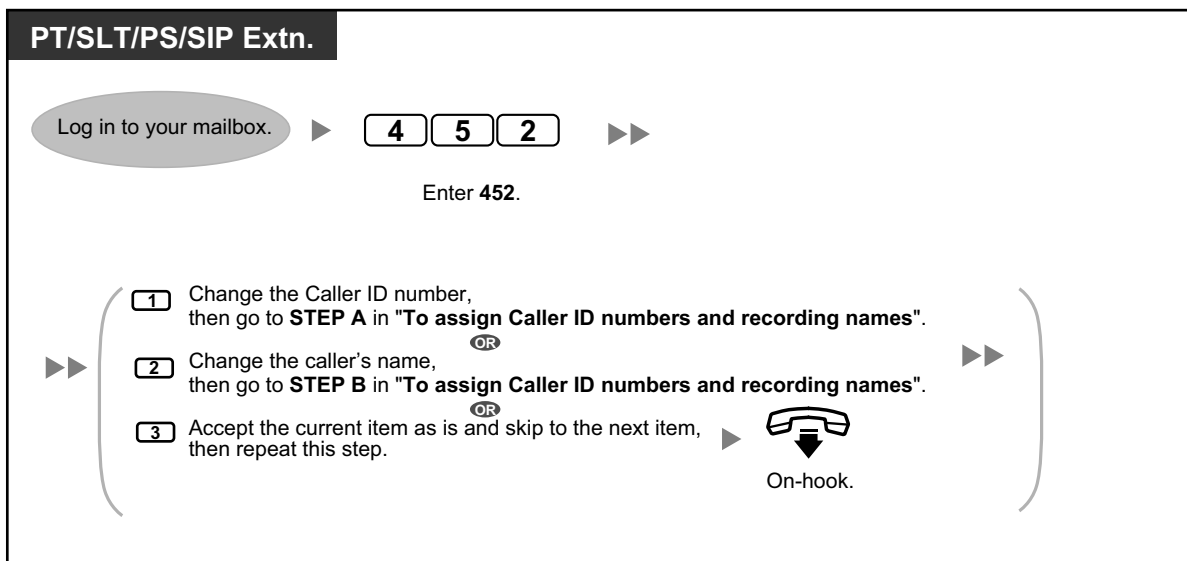 PT/SLT/PS/SIP Extn.
Log in to your mailbox.
4 5 2
Enter 452.
1 Change the Caller ID number,
then go to STEP A in "To assign Caller ID numbers and recording names".
OR
2 Change the caller's name,
then go to STEP B in "To assign Caller ID numbers and recording names".
OR
3 Accept the current item as is and skip to the next item,
then repeat this step.
On-hook.